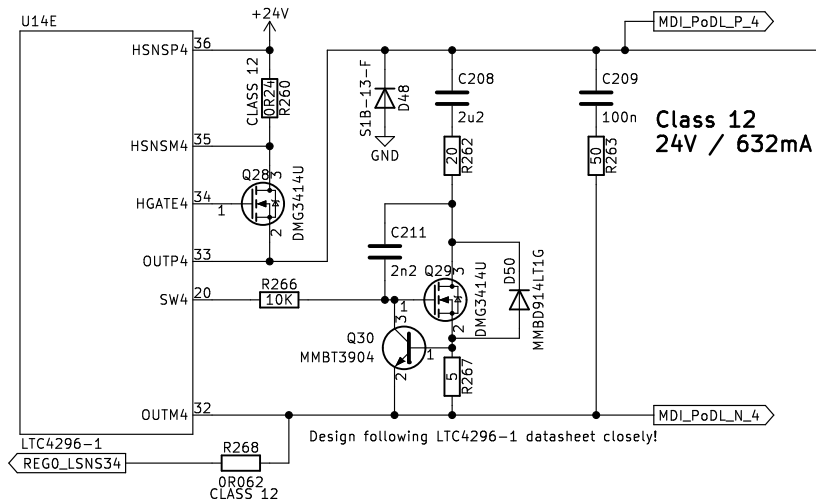 U14E
+24V
HSNSP4 36
HSNSM4 35
HGATE4 34
OUTP4 33
SW4 20
OUTM4 32
LTC4296-1
CLASS 12
0R24
R260
Q28
3
1
2
DMG3414U
S1B-13-F
D48
GND
C208
2u2
20
R262
C209
100n
50
R263
MDI_PoDL_P_4
Class 12
24V / 632mA
C211
2n2
R266
10K
Q29
3
1
2
DMG3414U
D50
MMBD914LT1G
Q30
MMBT3904
3
1
2
5
R267
MDI_PoDL_N_4
Design following LTC4296-1 datasheet closely!
REG0_LSNS34
R268
0R062
CLASS 12